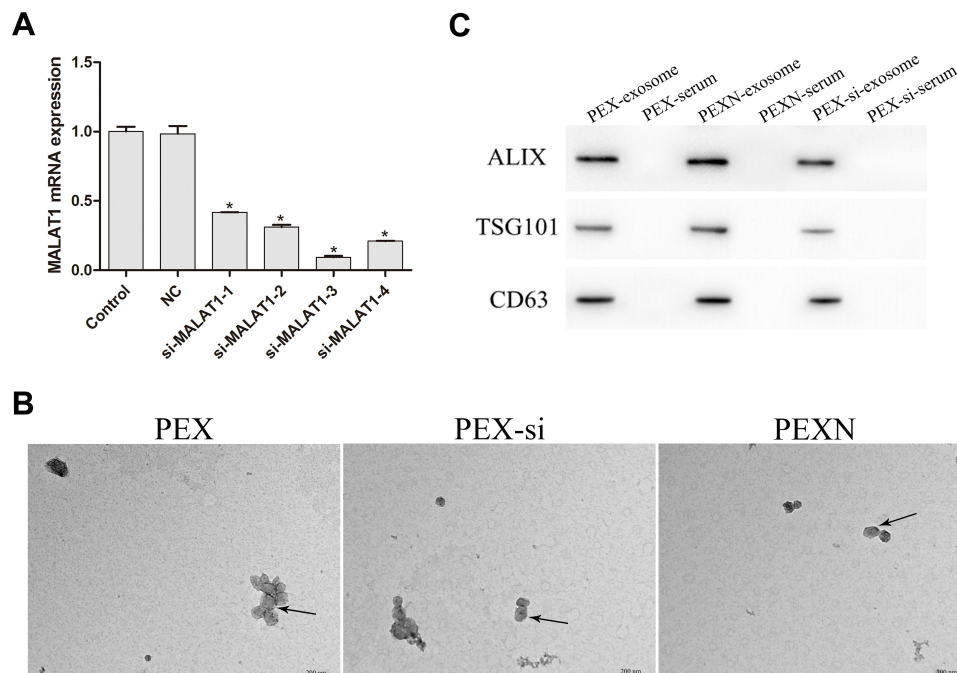 A
MALAT1 mRNA expression
1.5
1.0
0.5
0.0
* * * *
Control
NC
si-MALAT1-1
si-MALAT1-2
si-MALAT1-3
si-MALAT1-4
C
PEX-exosome
PEX-serum
PEXN-exosome
PEXN-serum
PEX-si-exosome
PEX-si-serum
ALIX
TSG101
CD63
B
PEX
PEX-si
PEXN